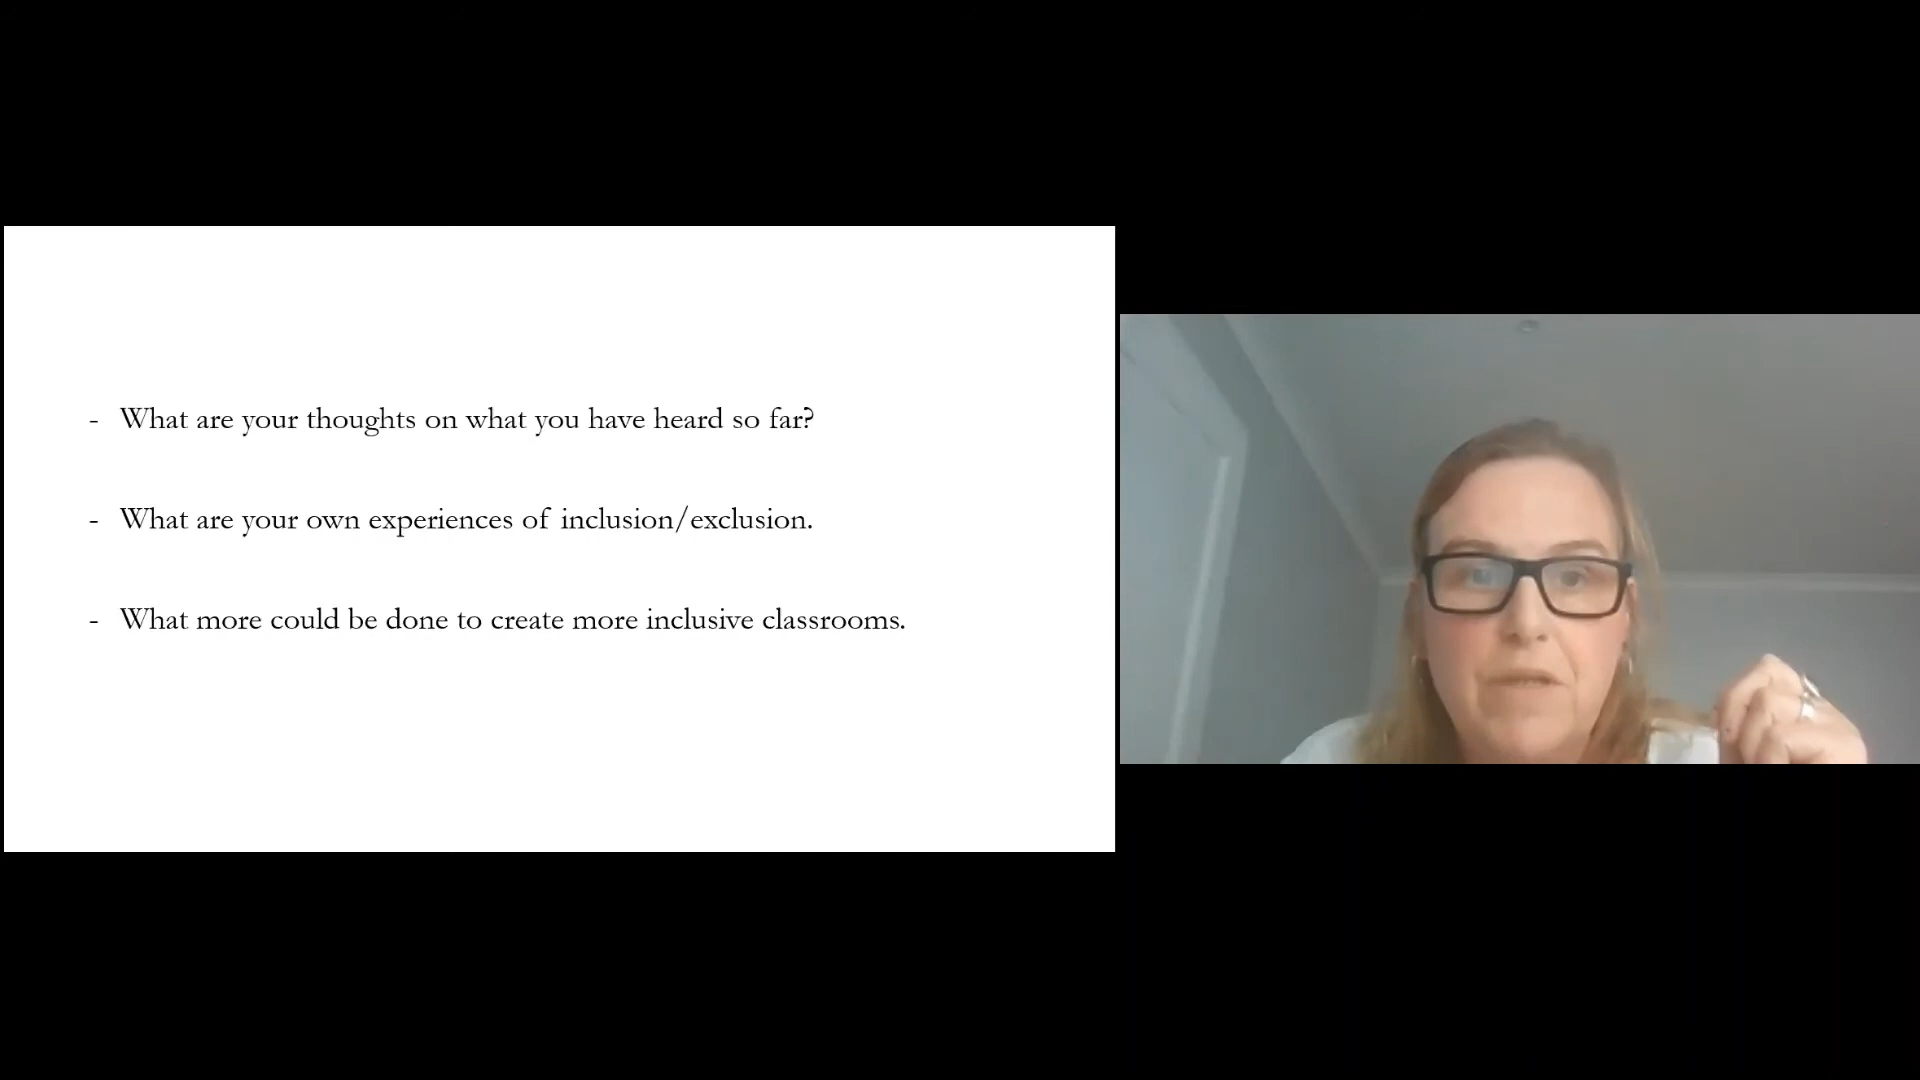 - What are your thoughts on what you have heard so far?
- What are your own experiences of inclusion/exclusion.
- What more could be done to create more inclusive classrooms.